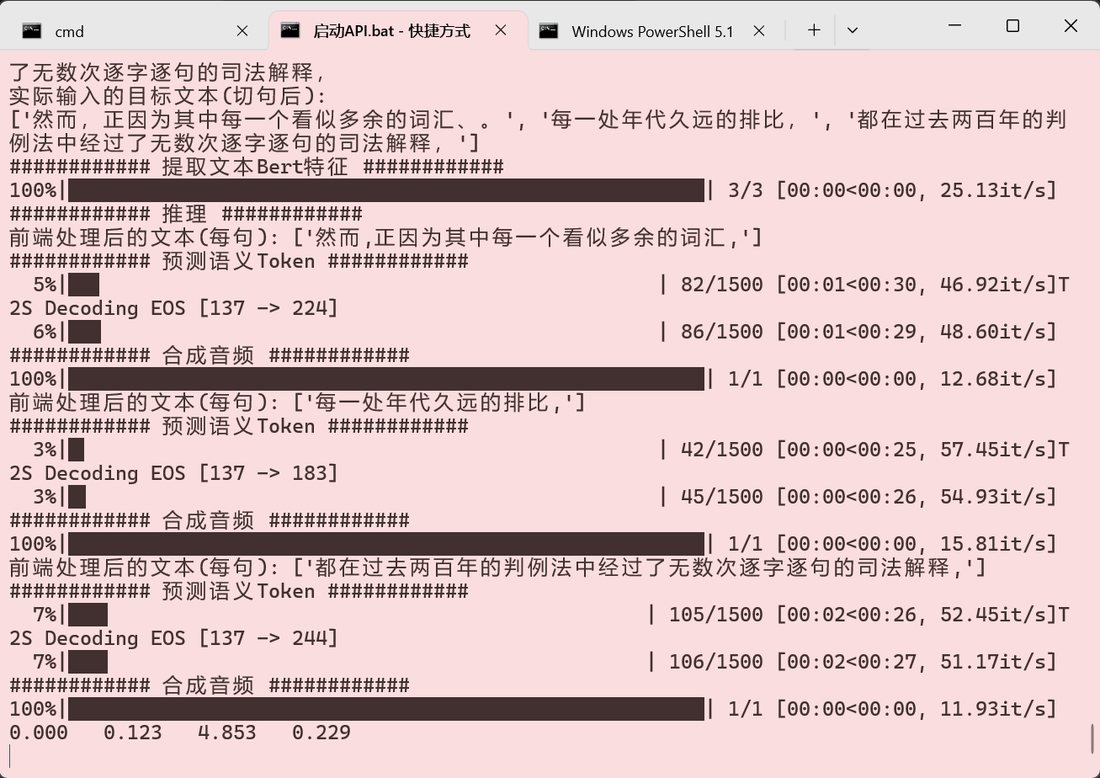 cmd
启动API.bat - 快捷方式
Windows PowerShell 5.1
了无数次逐字逐句的司法解释，
实际输入的目标文本(切句后):
['然而，正因为其中每一个看似多余的词汇、。', '每一处年代久远的排比，', '都在过去两百年的判
例法中经过了无数次逐字逐句的司法解释，']
############ 提取文本Bert特征 ############
100%|| 3/3 [00:00<00:00, 25.13it/s]
############ 推理 ############
前端处理后的文本(每句): ['然而,正因为其中每一个看似多余的词汇,']
############ 预测语义Token ############
5%| | 82/1500 [00:01<00:30, 46.92it/s]T
2S Decoding EOS [137 -> 224]
6%| | 86/1500 [00:01<00:29, 48.60it/s]
############ 合成音频 ############
100%|| 1/1 [00:00<00:00, 12.68it/s]
前端处理后的文本(每句): ['每一处年代久远的排比,']
############ 预测语义Token ############
3%| | 42/1500 [00:00<00:25, 57.45it/s]T
2S Decoding EOS [137 -> 183]
3%| | 45/1500 [00:00<00:26, 54.93it/s]
############ 合成音频 ############
100%|| 1/1 [00:00<00:00, 15.81it/s]
前端处理后的文本(每句): ['都在过去两百年的判例法中经过了无数次逐字逐句的司法解释,']
############ 预测语义Token ############
7%| | 105/1500 [00:02<00:26, 52.45it/s]T
2S Decoding EOS [137 -> 244]
7%| | 106/1500 [00:02<00:27, 51.17it/s]
############ 合成音频 ############
100%|| 1/1 [00:00<00:00, 11.93it/s]
0.000 0.123 4.853 0.229